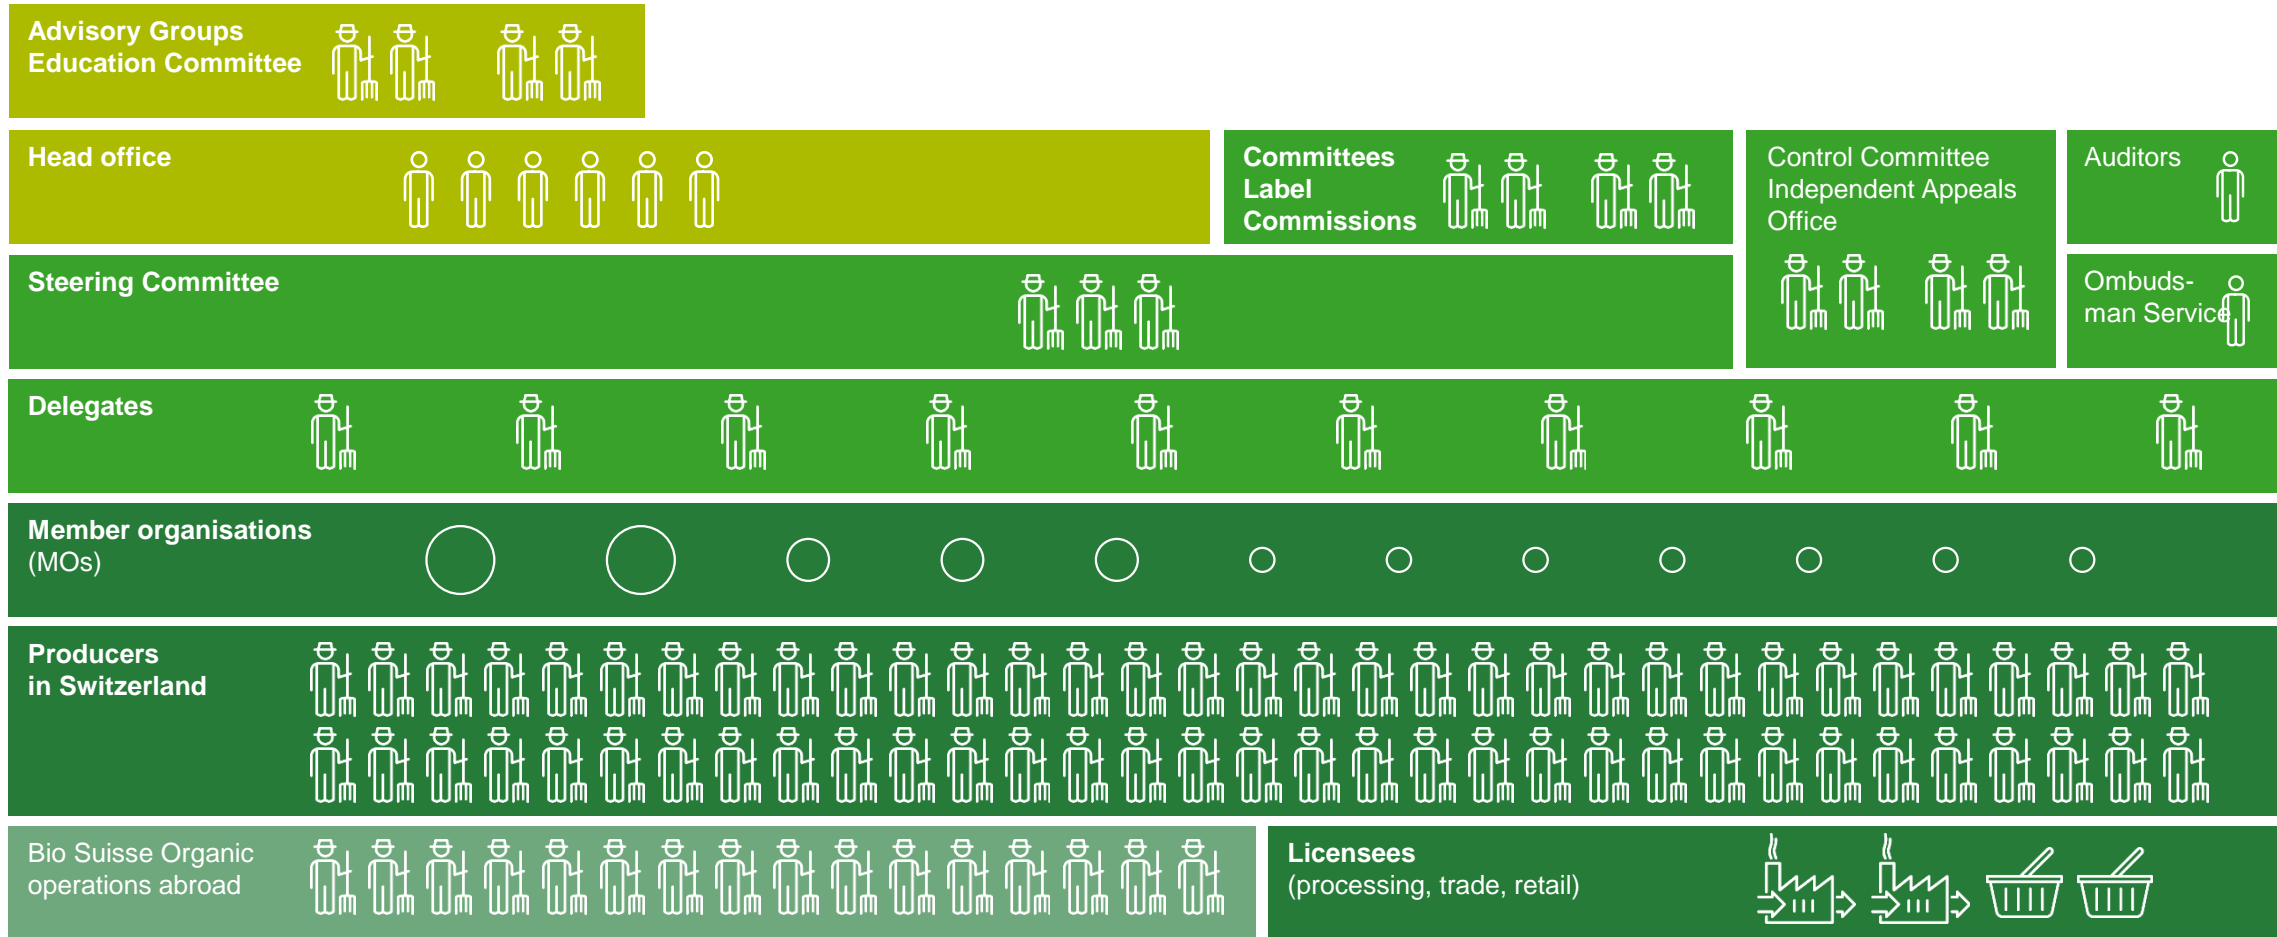 Advisory Groups
Education Committee
Head office
Committees
Label
Commissions
Control Committee
Independent Appeals
Office
Auditors
Steering Committee
Ombuds-
man Service
Delegates
Member organisations
(MOs)
Producers
in Switzerland
Bio Suisse Organic
operations abroad
Licensees
(processing, trade, retail)